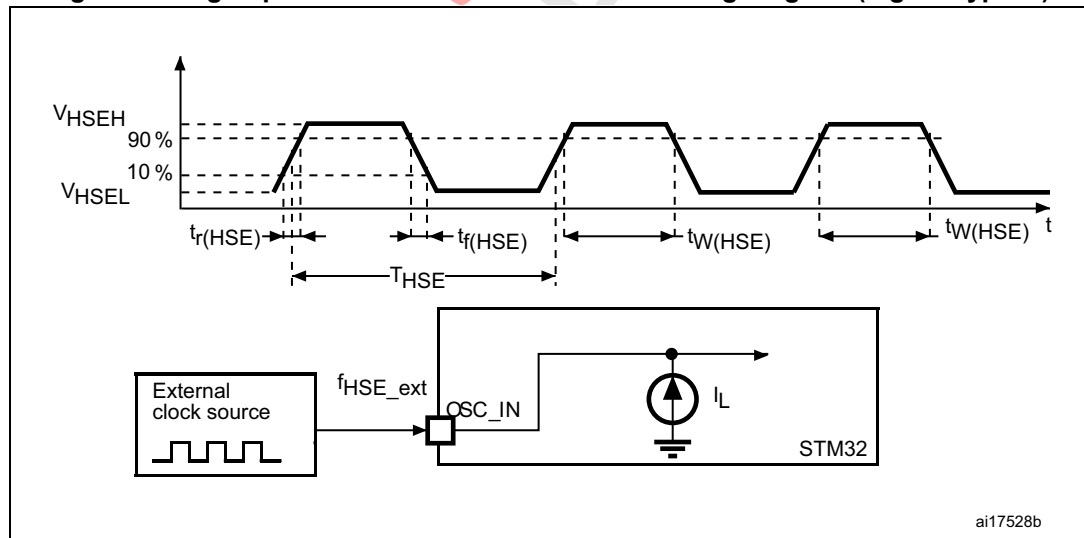 VHSEH
90 %
10 %
VHSEL
tr(HSE)
tf(HSE)
tW(HSE)
tW(HSE)
t
THSE
External
clock source
fHSE_ext
OSC_IN
IL
STM32
ai17528b